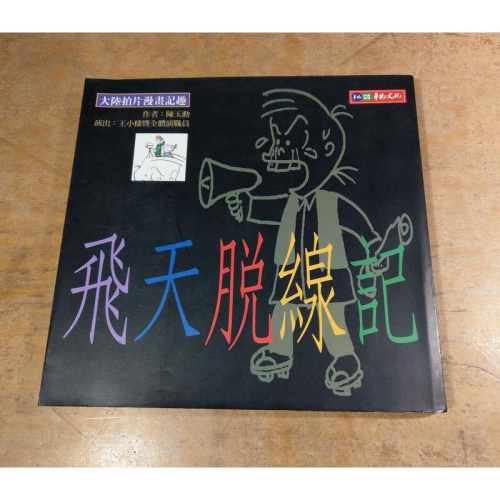 大陸拍片漫畫記趣
作者：陳玉勳
演出：王小棣暨全體演職員
飛天脱線記